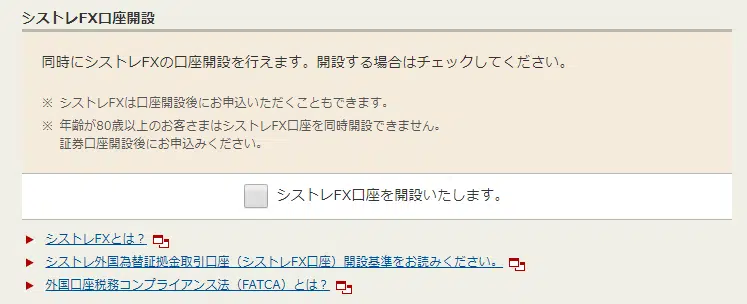 シストレFX口座開設
同時にシストレFXの口座開設を行えます。開設する場合はチェックしてください。
※ シストレFXは口座開設後にお申込いただくこともできます。
※ 年齢が80歳以上のお客さまはシストレFX口座を同時開設できません。
証券口座開設後にお申込みください。
シストレFX口座を開設いたします。
シストレFXとは？
シストレ外国為替証拠金取引口座（シストレFX口座）開設基準をお読みください。
外国口座税務コンプライアンス法（FATCA）とは？